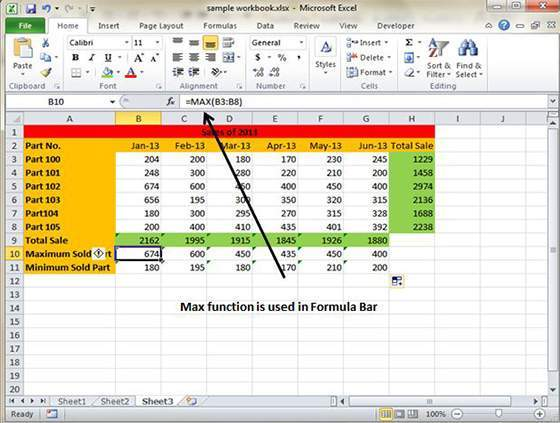 sample workbook.xlsx - Microsoft Excel
File Home Insert Page Layout Formulas Data Review View Developer
Calibri 11 General Insert Σ
Paste B I U $ % , Delete Sort & Find &
Format Filter Select
Styles
Clipboard Font Alignment Number Cells Editing
B10 fx =MAX(B3:B8)
A B C D E F G H
1 Sales of 2013
2 Part No. Jan-13 Feb-13 Mar-13 Apr-13 May-13 Jun-13 Total Sale
3 Part 100 204 200 180 170 230 245 1229
4 Part 101 248 300 280 220 210 200 1458
5 Part 102 674 600 450 400 450 400 2974
6 Part 103 656 195 300 350 320 315 2136
7 Part104 180 300 295 270 315 328 1688
8 Part 105 200 400 410 435 401 392 2238
9 Total Sale 2162 1995 1915 1845 1926 1880
10 Maximum Sold Part 674 600 450 435 450 400
11 Minimum Sold Part 180 195 180 170 210 200
12
13
14 Max function is used in Formula Bar
15
16
17
18
19
20
Sheet1 Sheet2 Sheet3
Ready 100%